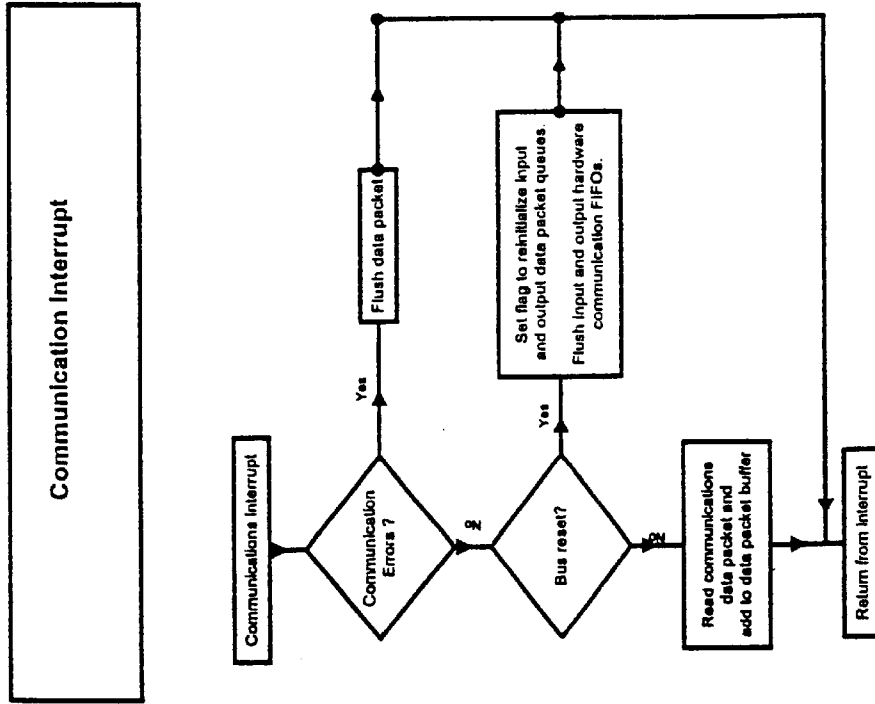 Communication Interrupt
Communications Interrupt
Communication
Errors ?
Yes
Flush data packet
No
Bus reset?
Yes
Set flag to reinitialize input
and output data packet queues.
Flush input and output hardware
communication FIFOs.
No
Read communications
data packet and
add to data packet buffer
Return from interrupt